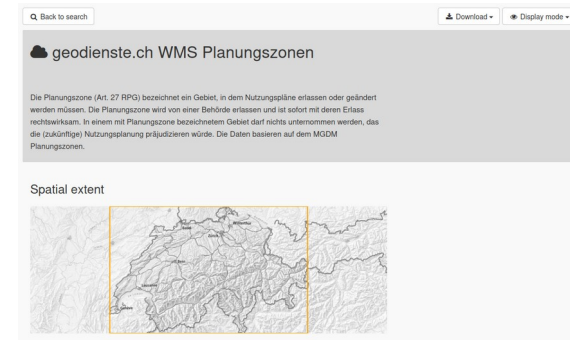 Back to search
Download
Display mode
geodienste.ch WMS Planungszonen
Die Planungszone (Art. 27 RPG) bezeichnet ein Gebiet, in dem Nutzungspläne erlassen oder geändert
werden müssen. Die Planungszone wird von einer Behörde erlassen und ist sofort mit deren Erlass
rechtswirksam. In einem mit Planungszone bezeichnetem Gebiet darf nichts unternommen werden, das
die (zukünftige) Nutzungsplanung präjudizieren würde. Die Daten basieren auf dem MGDM
Planungszonen.
Spatial extent